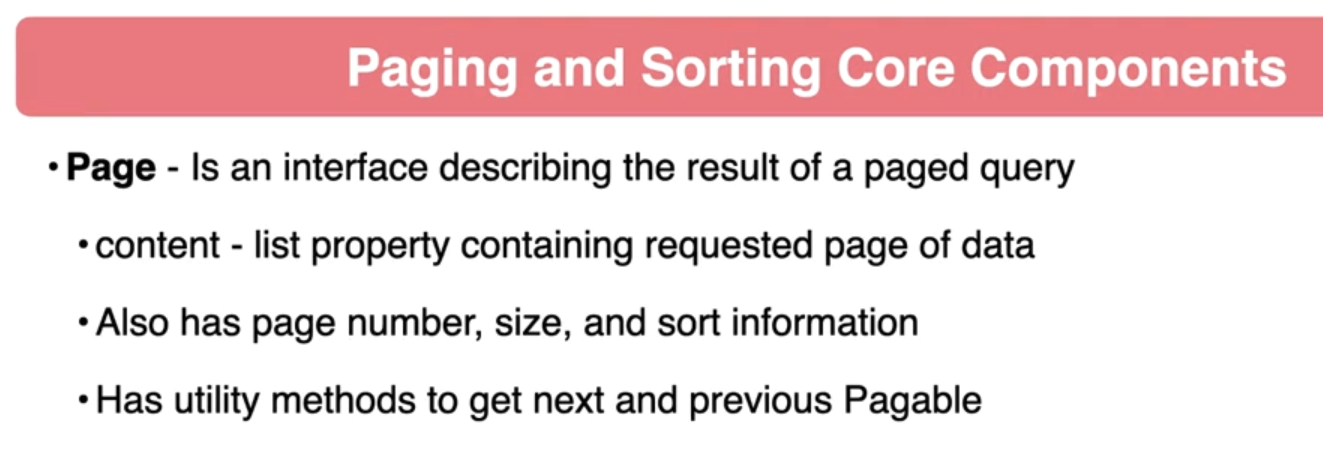 Paging and Sorting Core Components
• Page - Is an interface describing the result of a paged query
• content - list property containing requested page of data
• Also has page number, size, and sort information
• Has utility methods to get next and previous Pagable